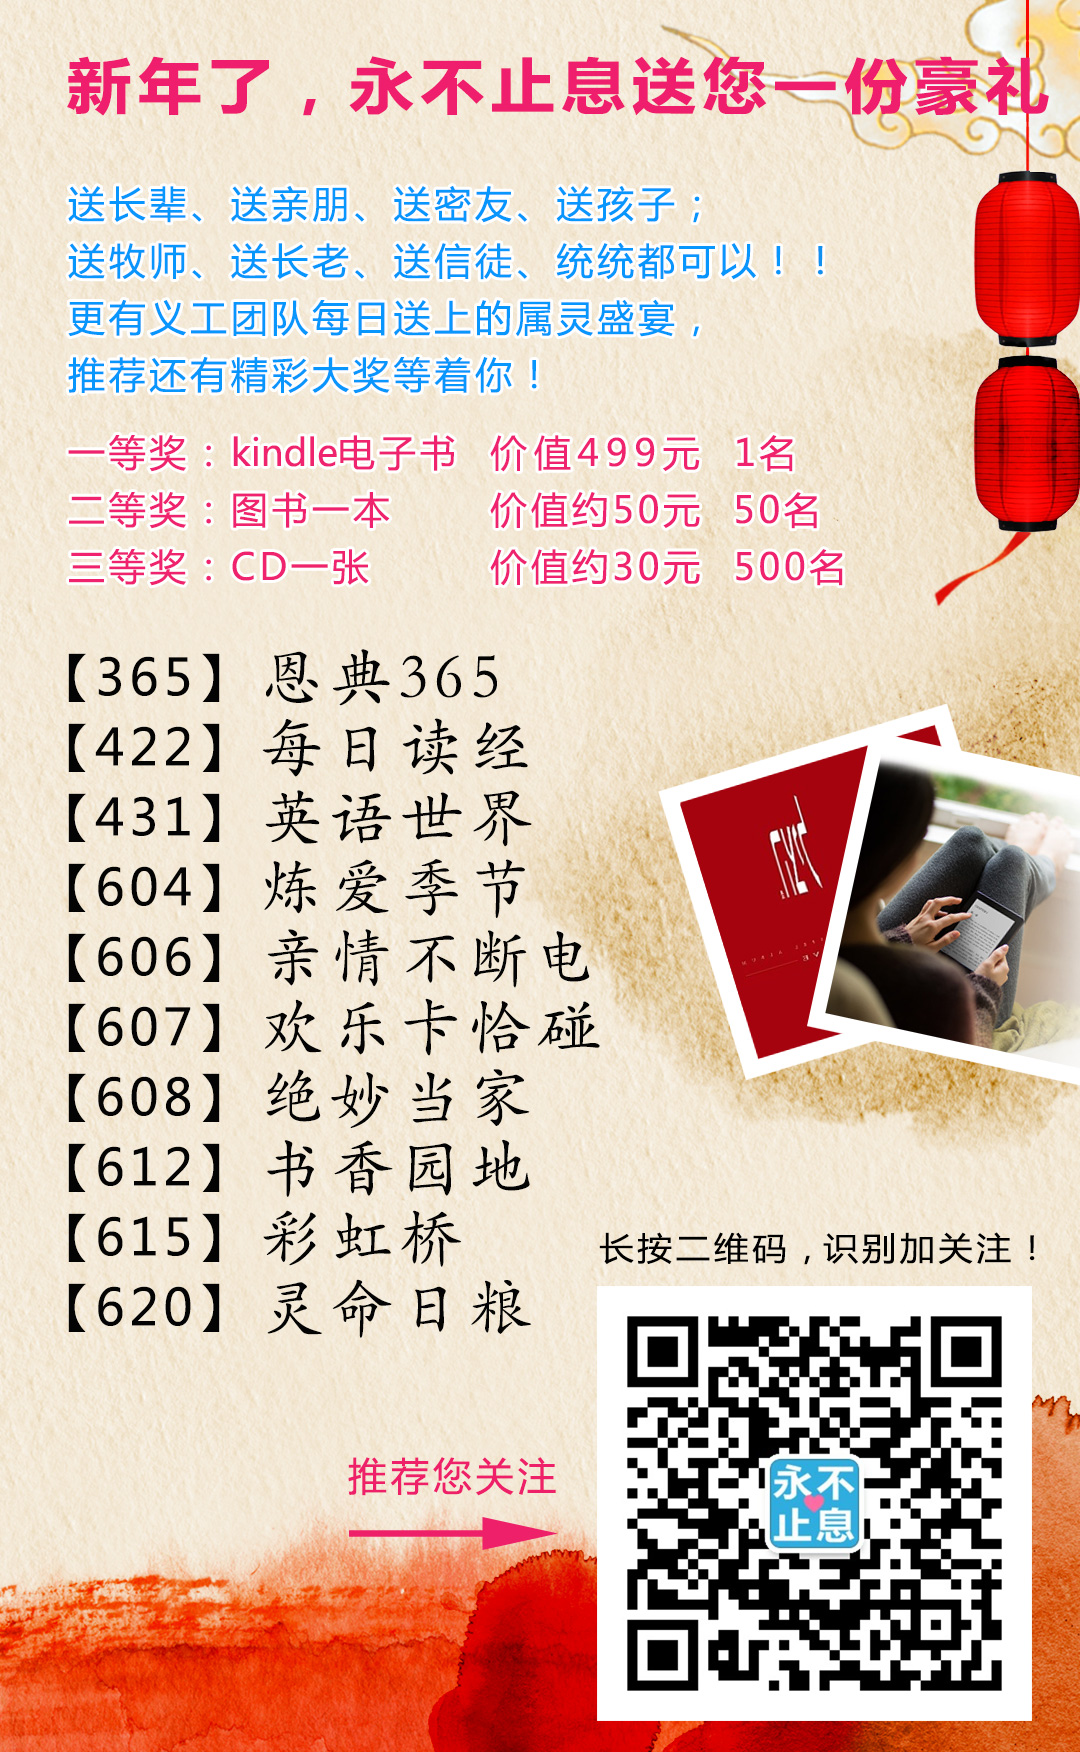 新年了，永不止息送您一份豪礼
送长辈、送亲朋、送密友、送孩子；
送牧师、送长老、送信徒、统统都可以！！
更有义工团队每日送上的属灵盛宴，
推荐还有精彩大奖等着你！
一等奖：kindle电子书 价值499元 1名
二等奖：图书一本 价值约50元 50名
三等奖：CD一张 价值约30元 500名
【365】恩典365
【422】每日读经
【431】英语世界
【604】炼爱季节
【606】亲情不断电
【607】欢乐卡恰碰
【608】绝妙当家
【612】书香园地
【615】彩虹桥
【620】灵命日粮
长按二维码，识别加关注！
推荐您关注
永不
止息